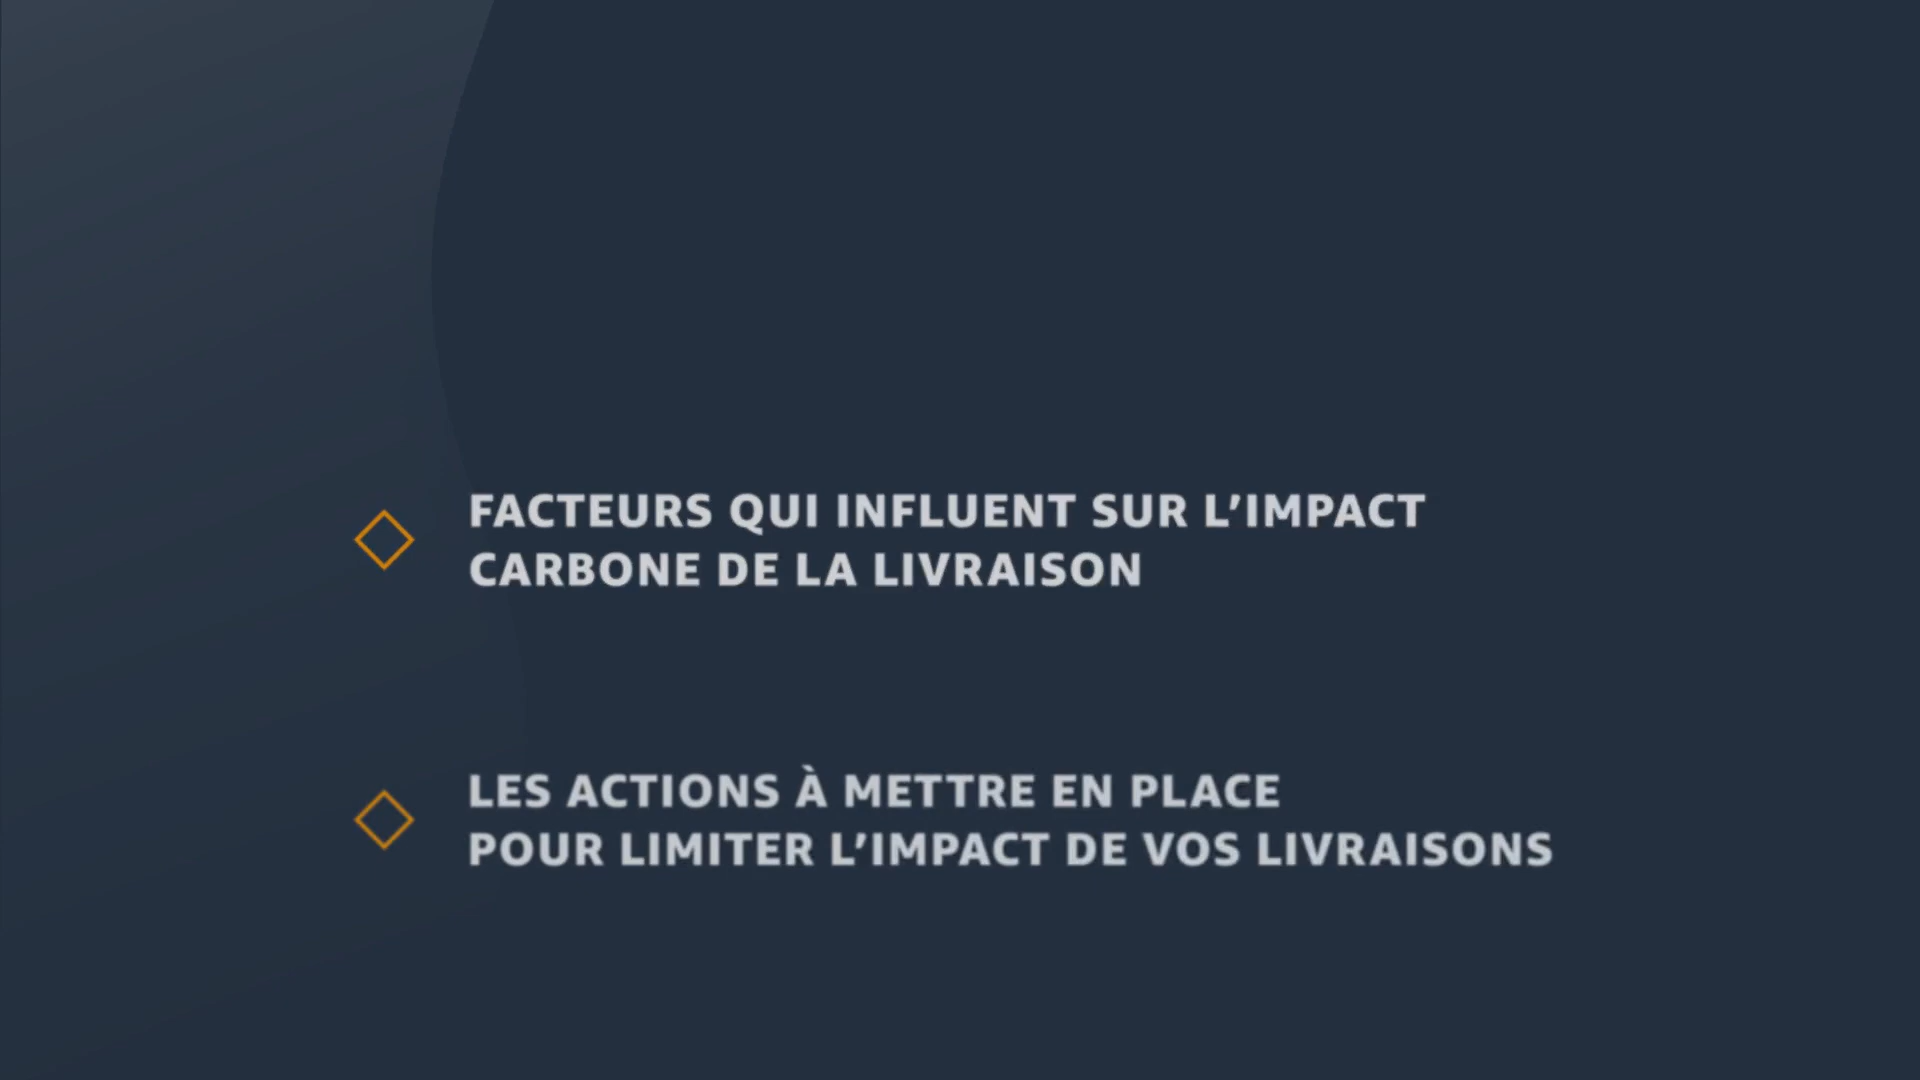 FACTEURS QUI INFLUENT SUR L’IMPACT
CARBONE DE LA LIVRAISON
LES ACTIONS À METTRE EN PLACE
POUR LIMITER L’IMPACT DE VOS LIVRAISONS